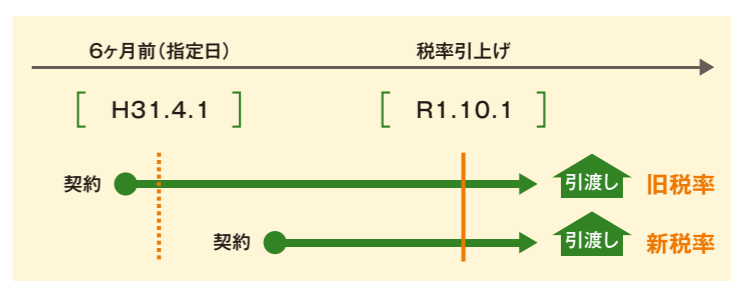 6ヶ月前(指定日) 税率引上げ
[ H31.4.1 ] [ R1.10.1 ]
契約 引渡し 旧税率
契約 引渡し 新税率